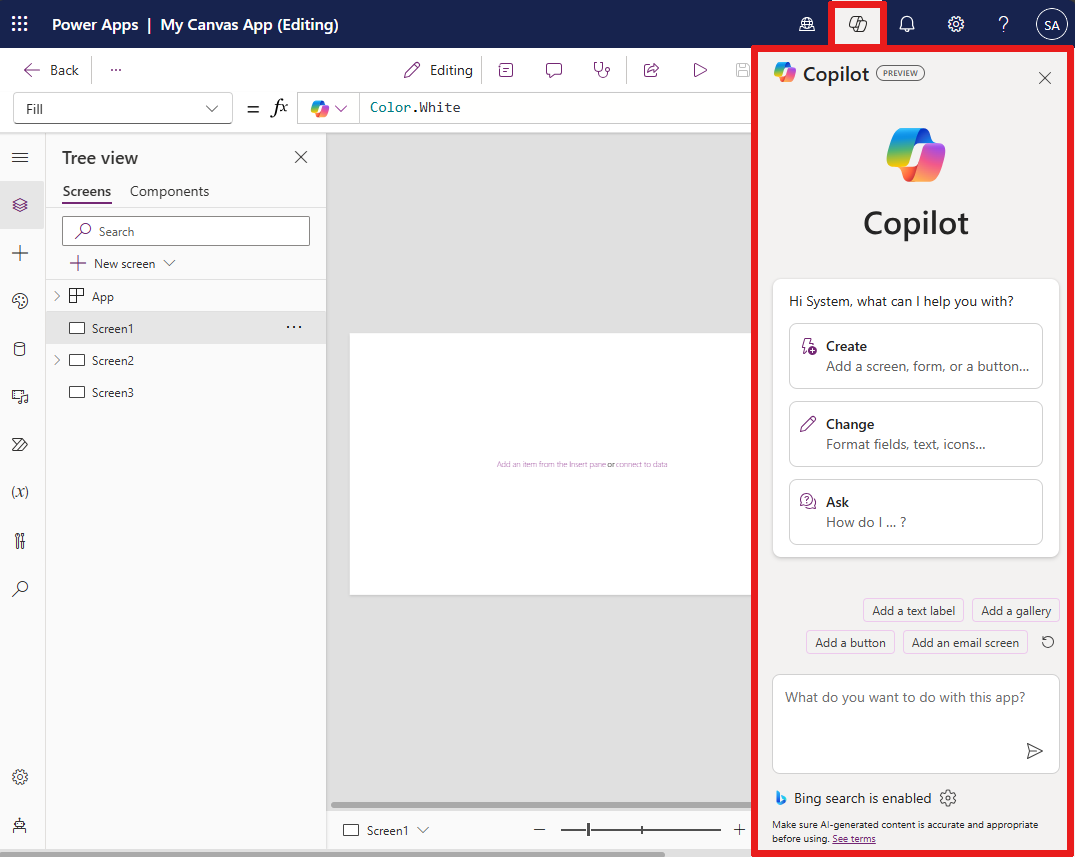 Power Apps | My Canvas App (Editing)
SA
Back
...
Editing
Fill
= fx
Color.White
Tree view
Screens Components
Search
New screen
App
Screen1 ...
Screen2
Screen3
(x)
Add an item from the Insert pane or connect to data
Screen1
Copilot PREVIEW
Copilot
Hi System, what can I help you with?
Create
Add a screen, form, or a button...
Change
Format fields, text, icons...
Ask
How do I ... ?
Add a text label Add a gallery
Add a button Add an email screen
What do you want to do with this app?
Bing search is enabled
Make sure AI-generated content is accurate and appropriate
before using. See terms